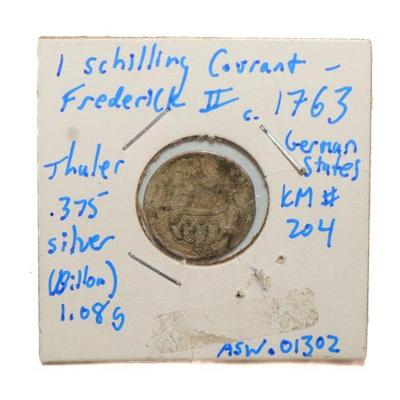 1 schilling Courant -
Frederick II c. 1763
Thaler
.375
silver
(Billon)
1.08g
German
States
KM#
204
ASW.01302